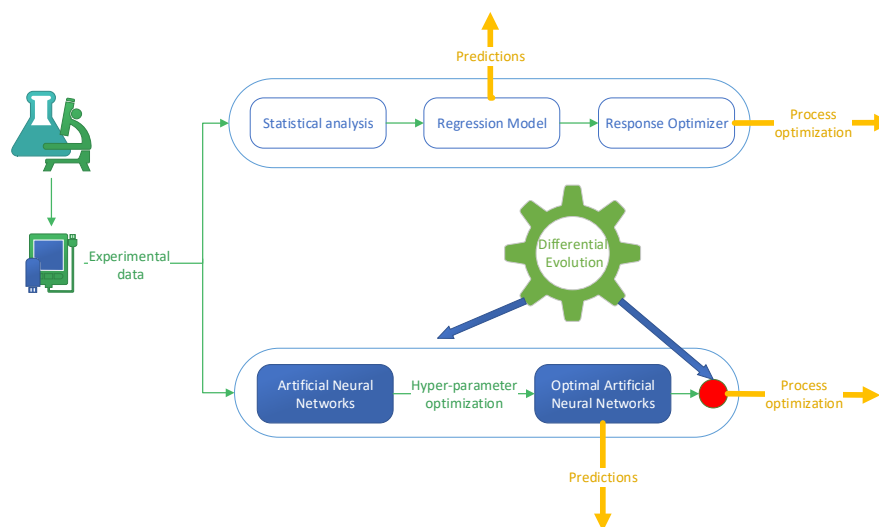 Predictions
Statistical analysis
Regression Model
Response Optimizer
Process
optimization
Experimental
data
Differential
Evolution
Artificial Neural
Networks
Hyper-parameter
optimization
Optimal Artificial
Neural Networks
Process
optimization
Predictions